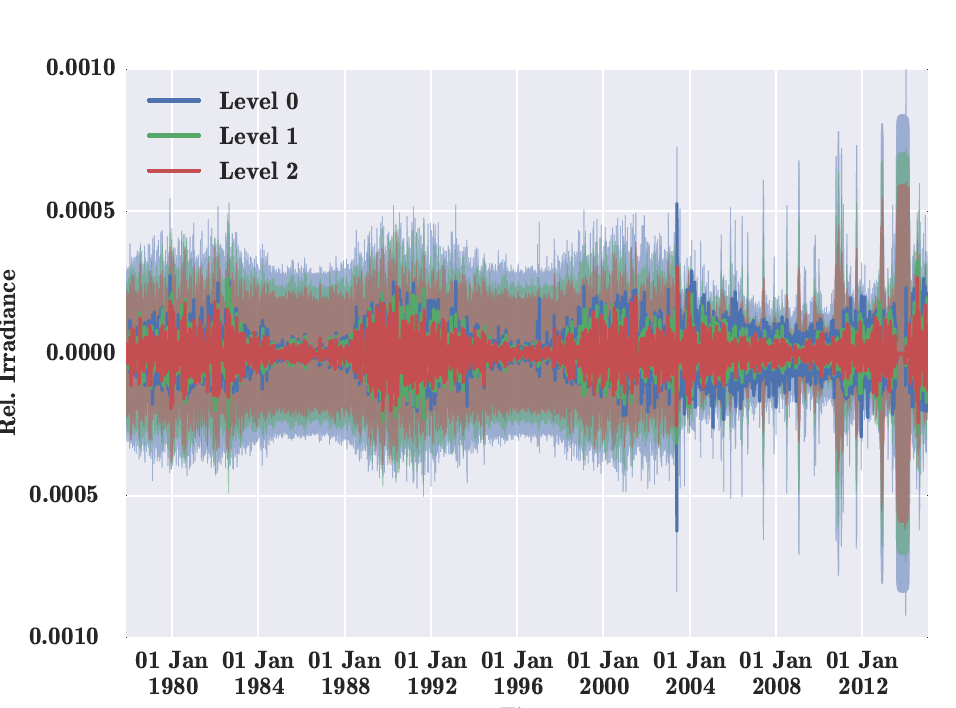 0.0010
Level 0
Level 1
Level 2
0.0005
0.0000
0.0005
0.0010
Rel. Irradiance
01 Jan 01 Jan 01 Jan 01 Jan 01 Jan 01 Jan 01 Jan 01 Jan 01 Jan
1980 1984 1988 1992 1996 2000 2004 2008 2012